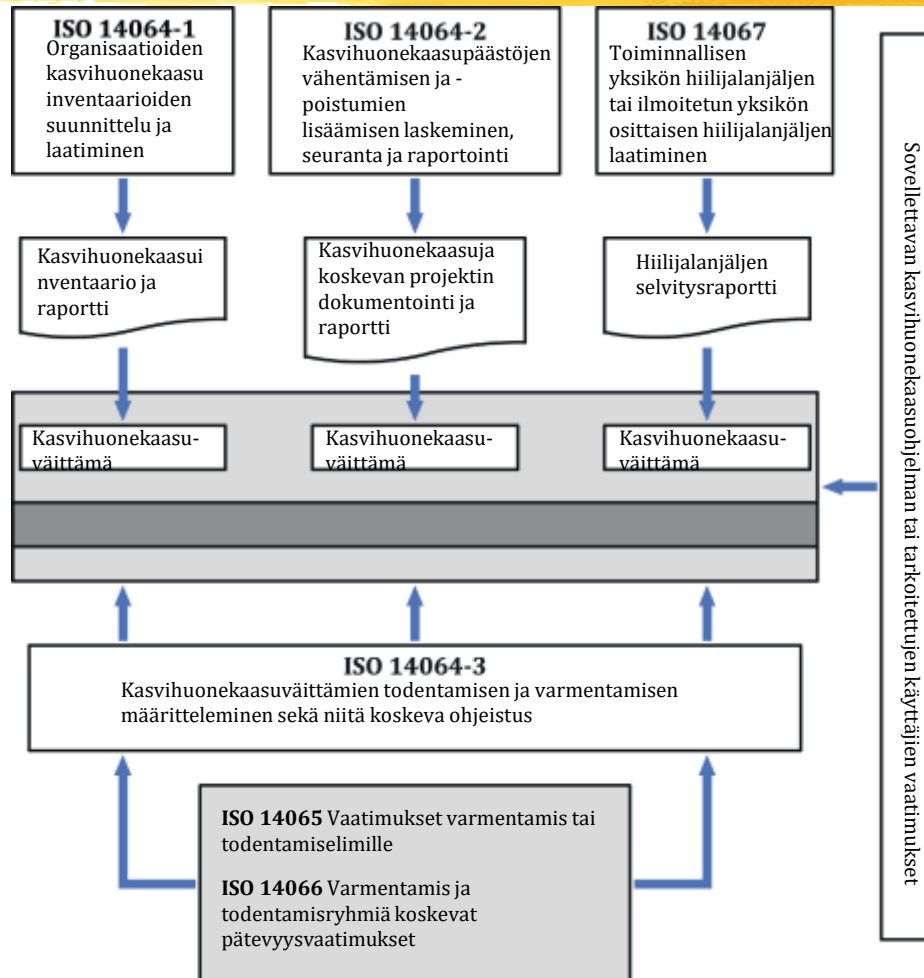 ISO 14064-1
Organisaatioiden
kasvihuonekaasu
inventaarioiden
suunnittelu ja
laatiminen
ISO 14064-2
Kasvihuonekaasupäästöjen
vähentämisen ja -
poistumien
lisäämisen laskeminen,
seuranta ja raportointi
ISO 14067
Toiminnallisen
yksikön hiilijalanjäljen
tai ilmoitetun yksikön
osittaisen hiilijalanjäljen
laatiminen
Kasvihuonekaasui
nventaario ja
raportti
Kasvihuonekaasuja
koskevan projektin
dokumentointi ja
raportti
Hiilijalanjäljen
selvitysraportti
Kasvihuonekaasu-
väittämä
Kasvihuonekaasu-
väittämä
Kasvihuonekaasu-
väittämä
ISO 14064-3
Kasvihuonekaasuväittämien todentamisen ja varmentamisen
määritteleminen sekä niitä koskeva ohjeistus
ISO 14065 Vaatimukset varmentamis tai
todentamiselimille
ISO 14066 Varmentamis ja
todentamisryhmiä koskevat
pätevyysvaatimukset
Sovellettavan kasvihuonekaasuohjelman tai tarkoitettujen käyttäjien vaatimukset